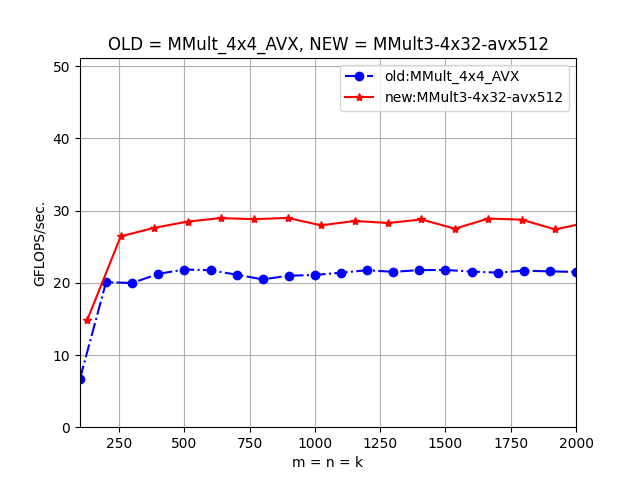 OLD = MMult_4x4_AVX, NEW = MMult3-4x32-avx512
old:MMult_4x4_AVX
new:MMult3-4x32-avx512
GFLOPS/sec.
50
40
30
20
10
0
250 500 750 1000 1250 1500 1750 2000
m = n = k